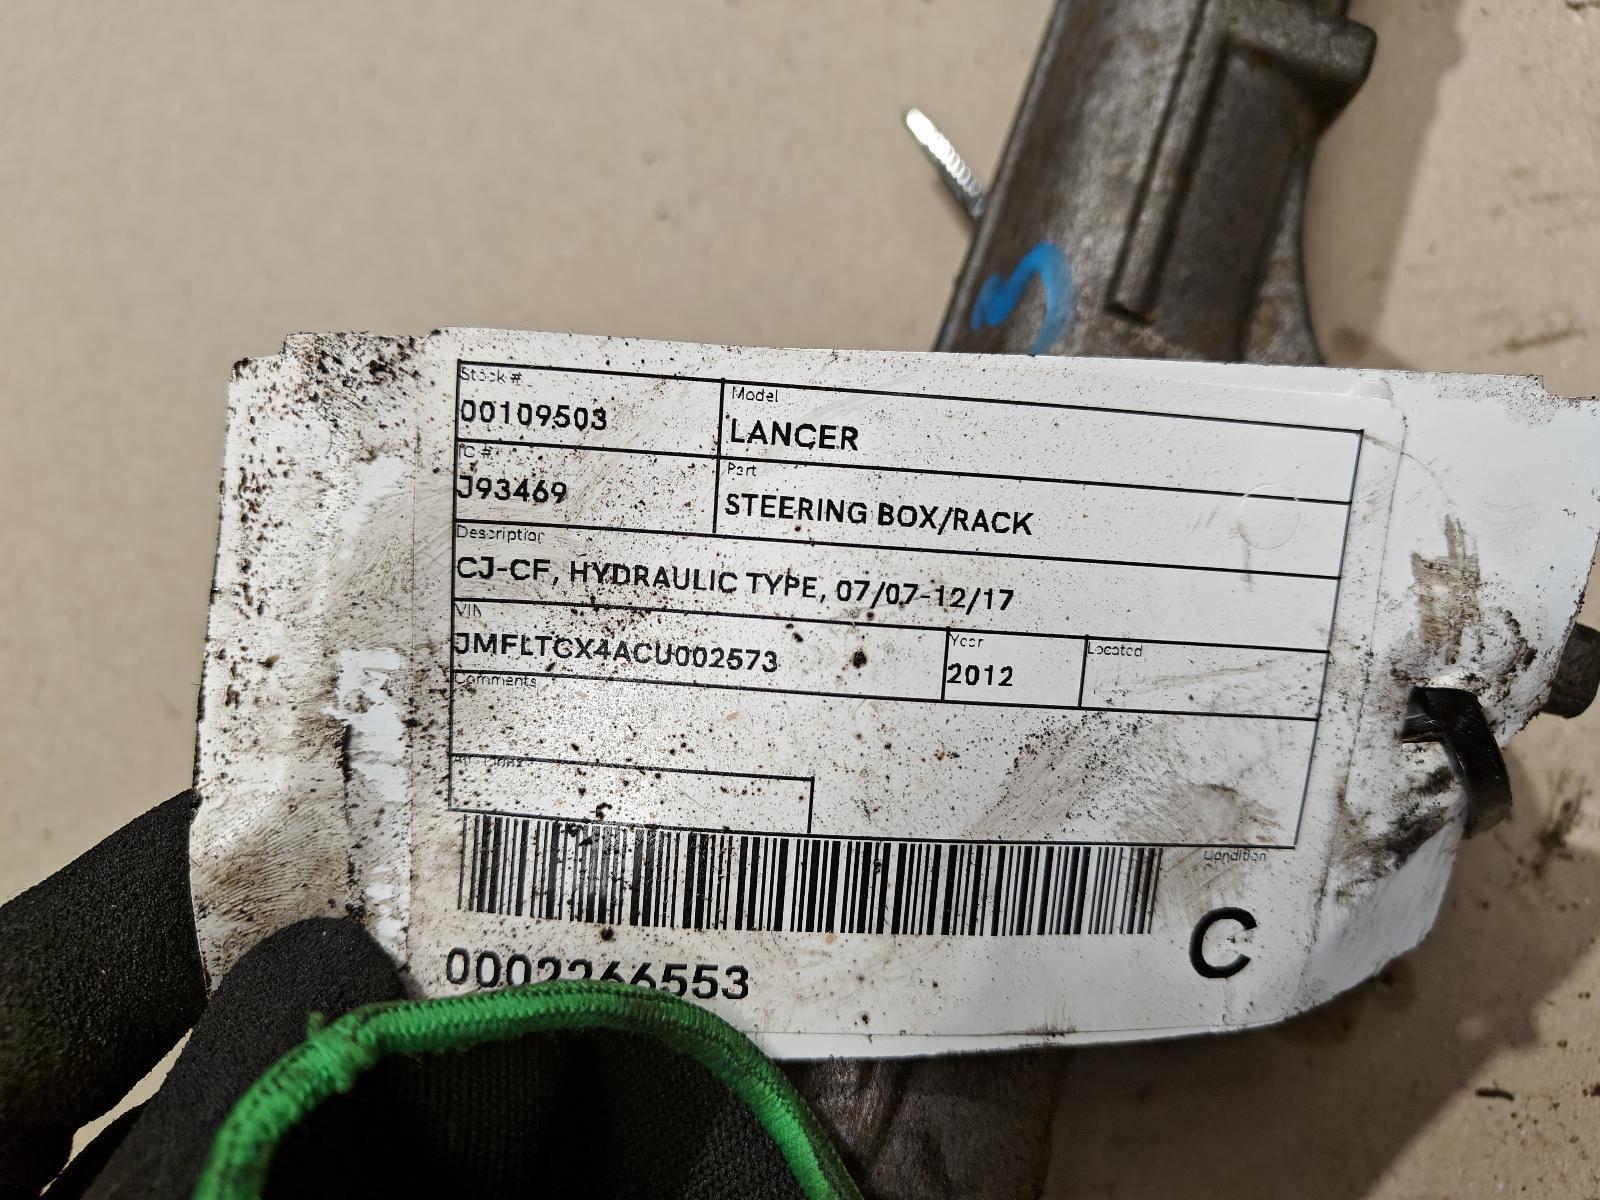 Stock #
00109503
Model
LANCER
IC #
J93469
Part
STEERING BOX/RACK
Description
CJ-CF, HYDRAULIC TYPE, 07/07-12/17
VIN
JMFLTCX4ACU002573
Year
2012
Located
Comments
Condition
C
0002266553